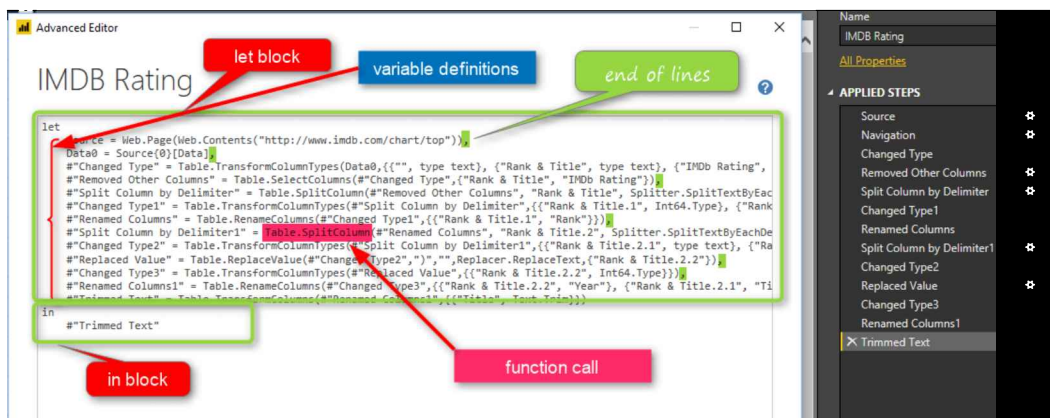 Advanced Editor
IMDB Rating
let block
variable definitions
end of lines
let
Source = Web.Page(Web.Contents("http://www.imdb.com/chart/top")),
Data0 = Source{0}[Data],
#"Changed Type" = Table.TransformColumnTypes(Data0,{{"", type text}, {"Rank & Title", type text}, {"IMDb Rating",
#"Removed Other Columns" = Table.SelectColumns(#"Changed Type",{"Rank & Title", "IMDb Rating"}),
#"Split Column by Delimiter" = Table.SplitColumn(#"Removed Other Columns", "Rank & Title", Splitter.SplitTextByEac
#"Changed Type1" = Table.TransformColumnTypes(#"Split Column by Delimiter",{{"Rank & Title.1", Int64.Type}, {"Rank
#"Renamed Columns" = Table.RenameColumns(#"Changed Type1",{{"Rank & Title.1", "Rank"}}),
#"Split Column by Delimiter1" = Table.SplitColumn(#"Renamed Columns", "Rank & Title.2", Splitter.SplitTextByEachDe
#"Changed Type2" = Table.TransformColumnTypes(#"Split Column by Delimiter1",{{"Rank & Title.2.1", type text}, {"Ra
#"Replaced Value" = Table.ReplaceValue(#"Changed Type2",")","",Replacer.ReplaceText,{"Rank & Title.2.2"}),
#"Changed Type3" = Table.TransformColumnTypes(#"Replaced Value",{{"Rank & Title.2.2", Int64.Type}}),
#"Renamed Columns1" = Table.RenameColumns(#"Changed Type3",{{"Rank & Title.2.2", "Year"}, {"Rank & Title.2.1", "Ti
#"Trimmed Text" = Table.TransformColumns(#"Renamed Columns1",{{"Title", Text.Trim}})
in
#"Trimmed Text"
in block
function call
Name
IMDB Rating
All Properties
APPLIED STEPS
Source
Navigation
Changed Type
Removed Other Columns
Split Column by Delimiter
Changed Type1
Renamed Columns
Split Column by Delimiter1
Changed Type2
Replaced Value
Changed Type3
Renamed Columns1
Trimmed Text